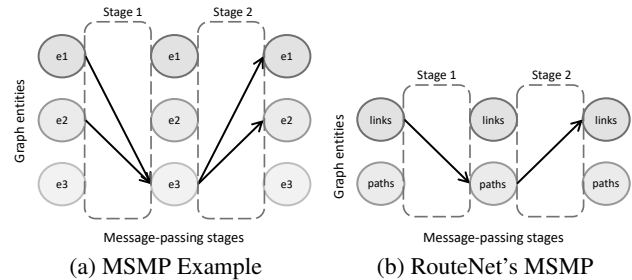 Stage 1 Stage 2
e1 e1 e1
e2 e2 e2
e3 e3 e3
Graph entities
Message-passing stages
(a) MSMP Example
Stage 1 Stage 2
links links links
paths paths paths
Graph entities
Message-passing stages
(b) RouteNet's MSMP